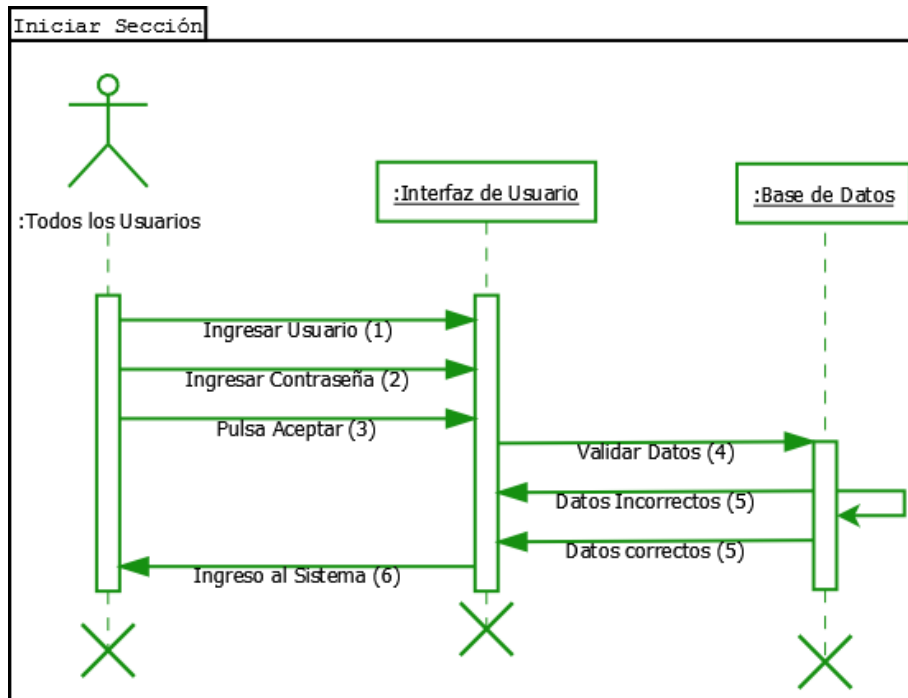 Iniciar Sección
:Todos los Usuarios
:Interfaz de Usuario
:Base de Datos
Ingresar Usuario (1)
Ingresar Contraseña (2)
Pulsa Aceptar (3)
Validar Datos (4)
Datos Incorrectos (5)
Datos correctos (5)
Ingreso al Sistema (6)